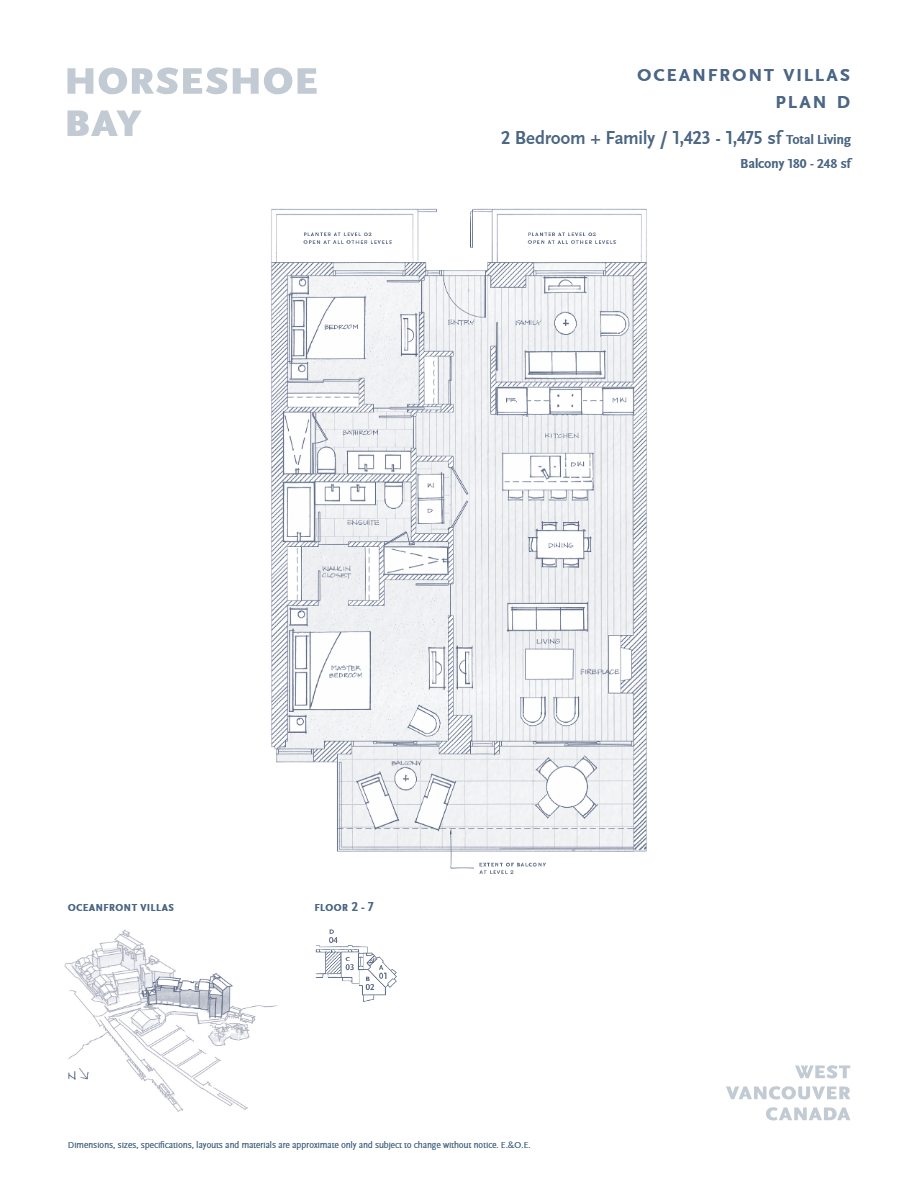 HORSESHOE
BAY
OCEANFRONT VILLAS
PLAN D
2 Bedroom + Family / 1,423 - 1,475 sf Total Living
Balcony 180 - 248 sf
PLANTER AT LEVEL 03
OPEN AT ALL OTHER LEVELS
PLANTER AT LEVEL 02
OPEN AT ALL OTHER LEVELS
BEDROOM
ENTRY
FAMILY
FR
MW
BATHROOM
KITCHEN
DW
W
D
ENSUITE
DINING
WALK IN
CLOSET
LIVING
MASTER
BEDROOM
FIREPLACE
BALCONY
EXTENT OF BALCONY
AT LEVEL 2
OCEANFRONT VILLAS
FLOOR 2 - 7
D
04
C
03
A
01
B
02
N
WEST
VANCOUVER
CANADA
Dimensions, sizes, specifications, layouts and materials are approximate only and subject to change without notice. E.&O.E.